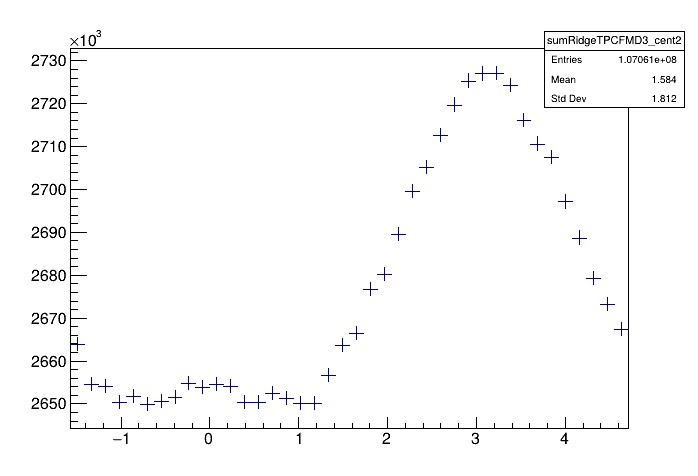 ×10³
sumRidgeTPCFMD3_cent2
Entries 1.07061e+08
Mean 1.584
Std Dev 1.812
2730
2720
2710
2700
2690
2680
2670
2660
2650
−1 0 1 2 3 4